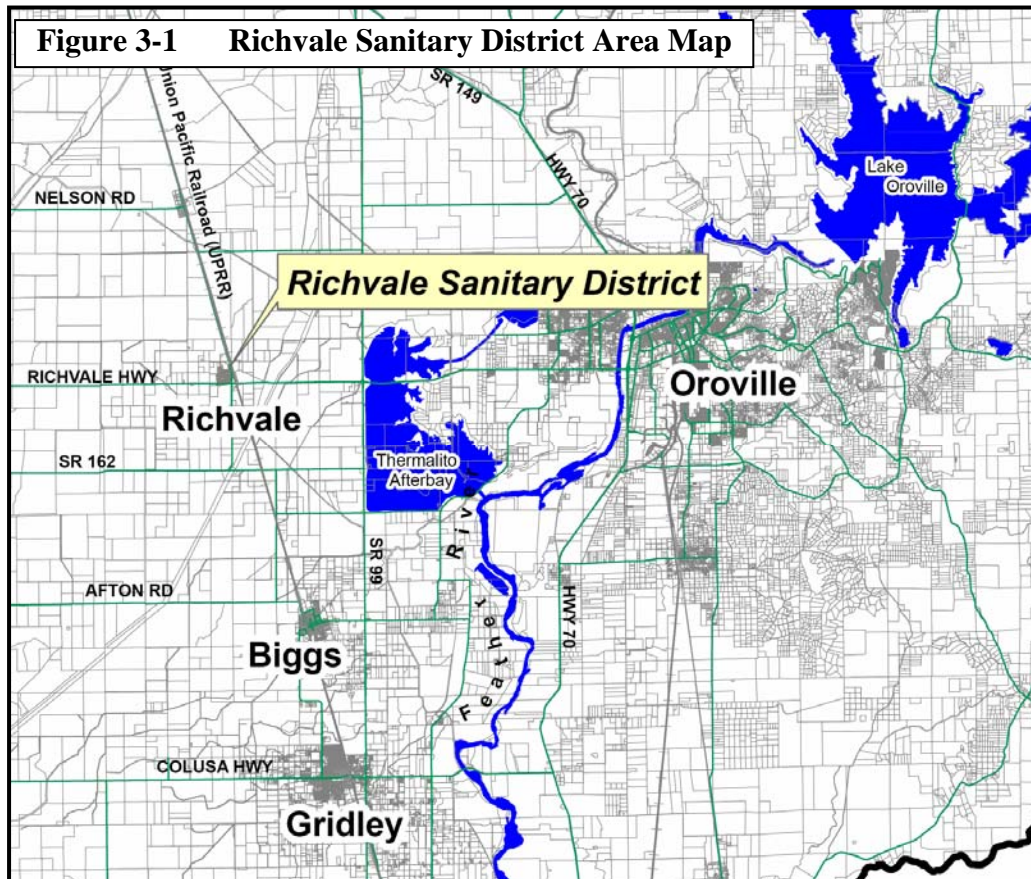 Figure 3-1 Richvale Sanitary District Area Map
SR 149
Union Pacific Railroad (UPRR)
HWY 70
Lake
Oroville
NELSON RD
Richvale Sanitary District
RICHVALE HWY
Oroville
Richvale
SR 162
Thermalito
Afterbay
Feather River
SR 99
AFTON RD
HWY 70
Biggs
COLUSA HWY
Gridley